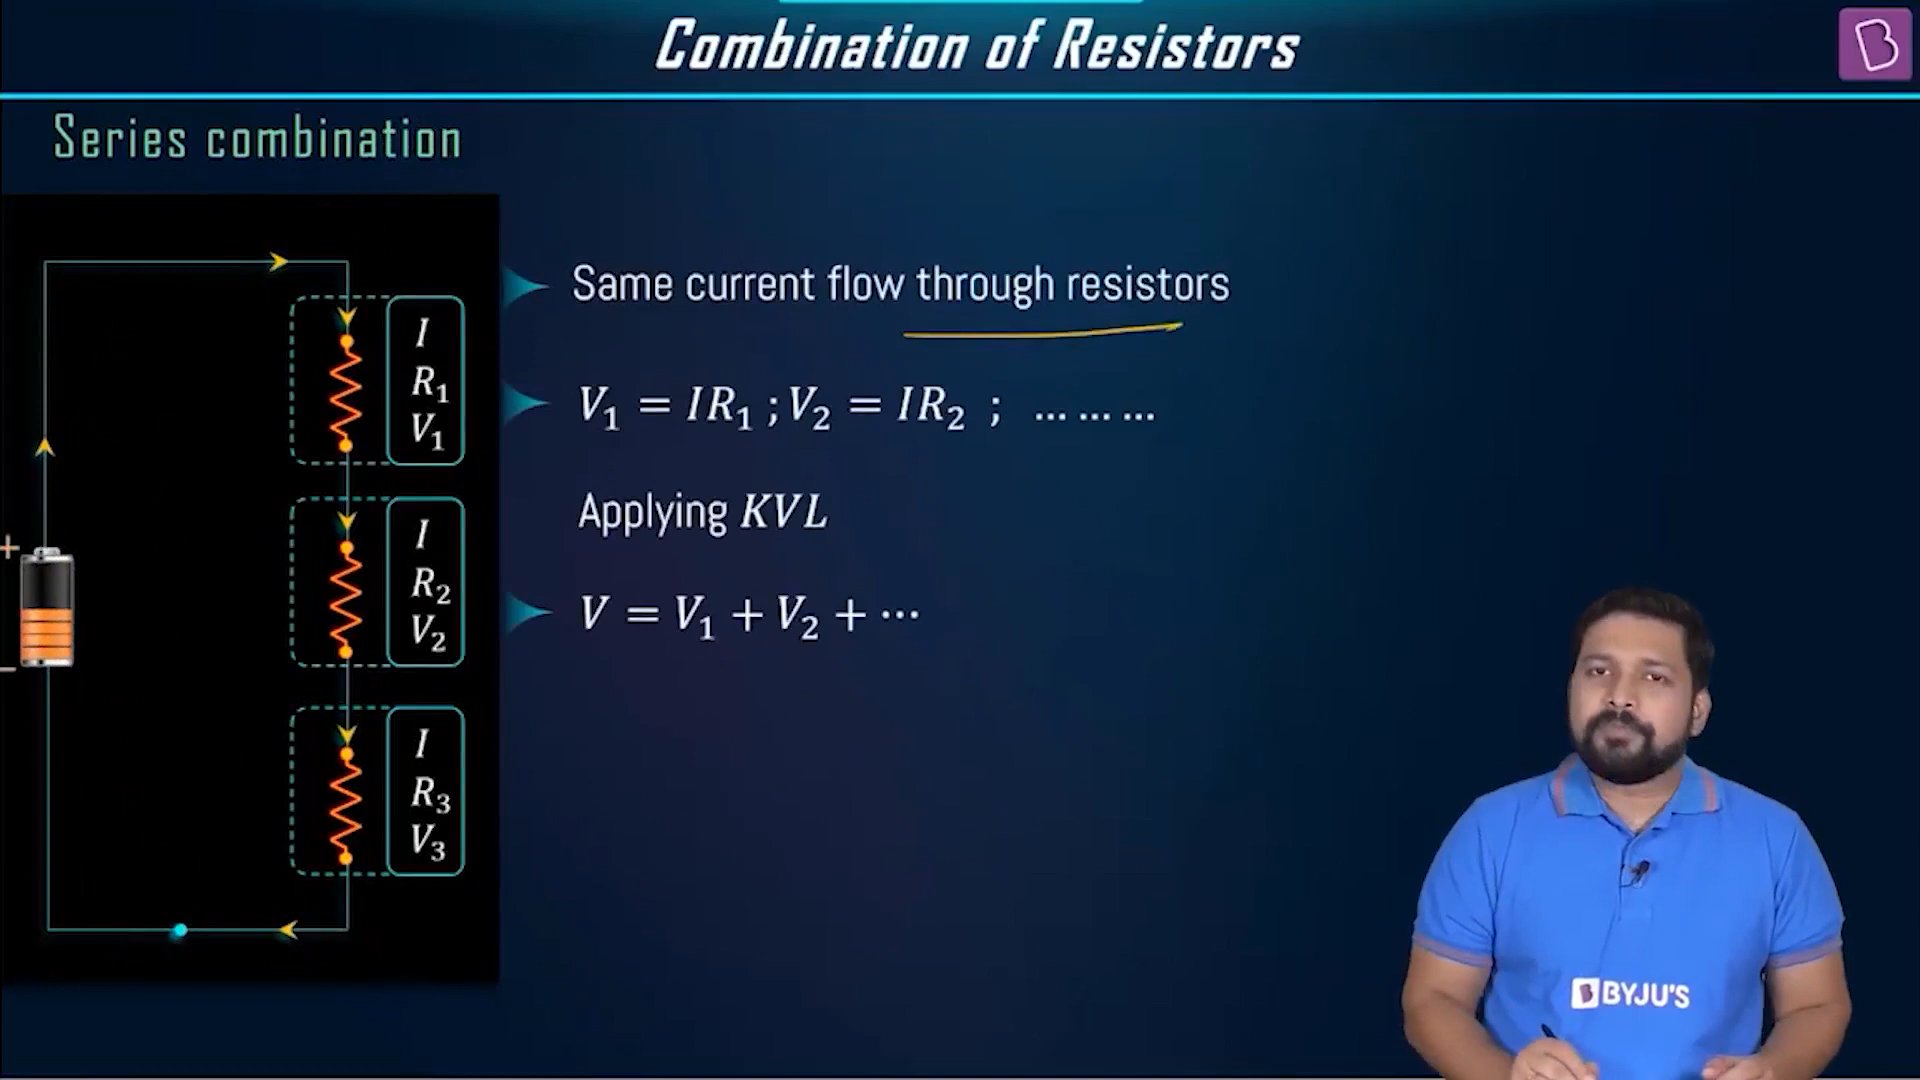 Combination of Resistors
B
Series combination
I
R₁
V₁
I
R₂
V₂
I
R₃
V₃
+
−
Same current flow through resistors
V₁ = IR₁ ; V₂ = IR₂ ; ... ... ...
Applying KVL
V = V₁ + V₂ + ⋯
B BYJU'S